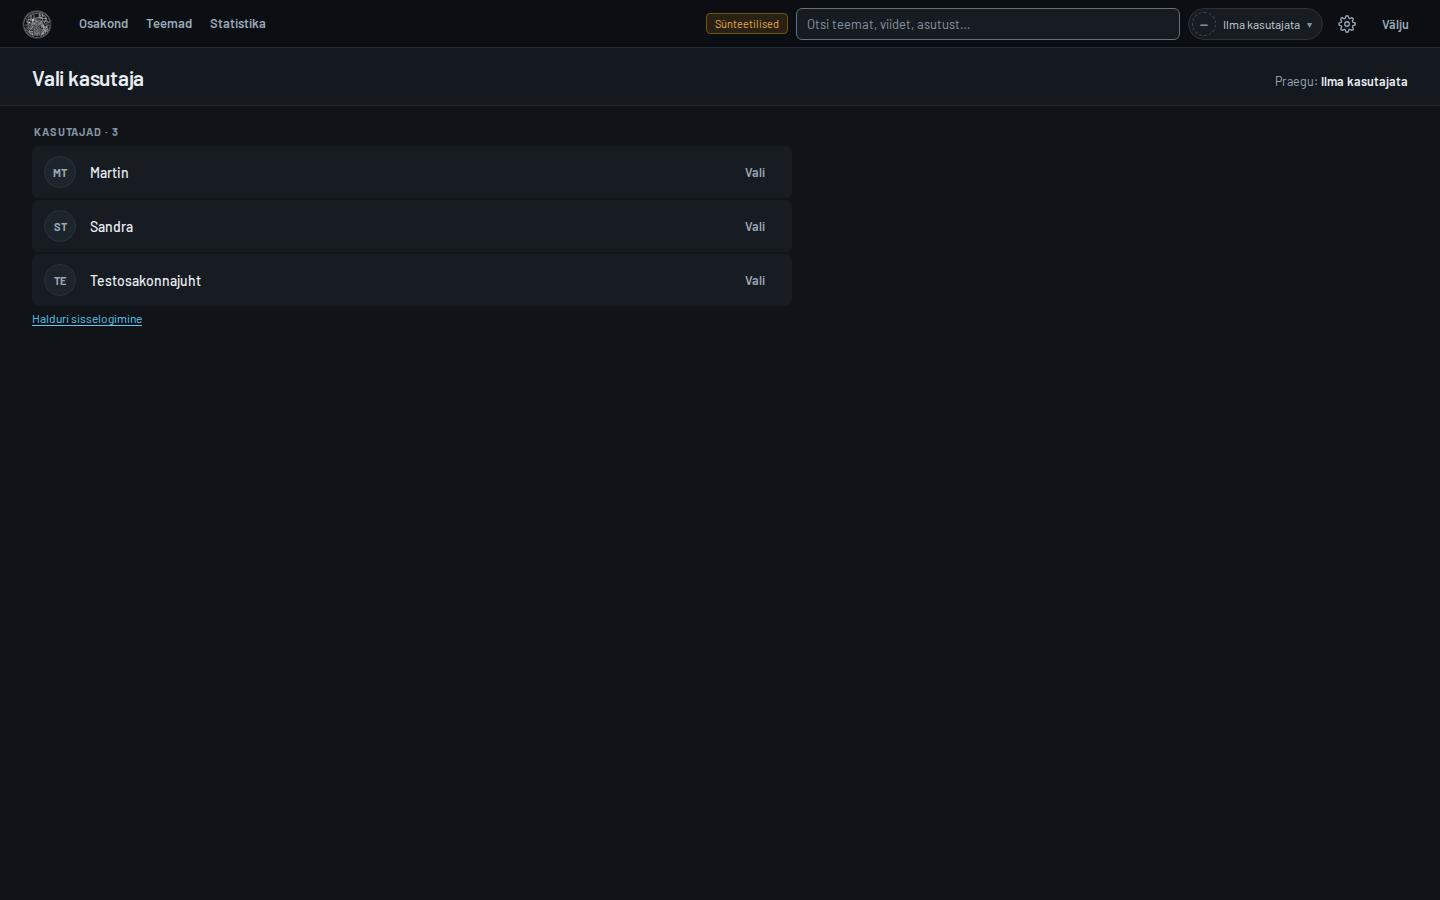 Osakond Teemad Statistika Sünteetilised Otsi teemat, viidet, asutust... – Ilma kasutajata ▾ Välju
Vali kasutaja Praegu: Ilma kasutajata
KASUTAJAD · 3
MT Martin Vali
ST Sandra Vali
TE Testosakonnajuht Vali
Halduri sisselogimine